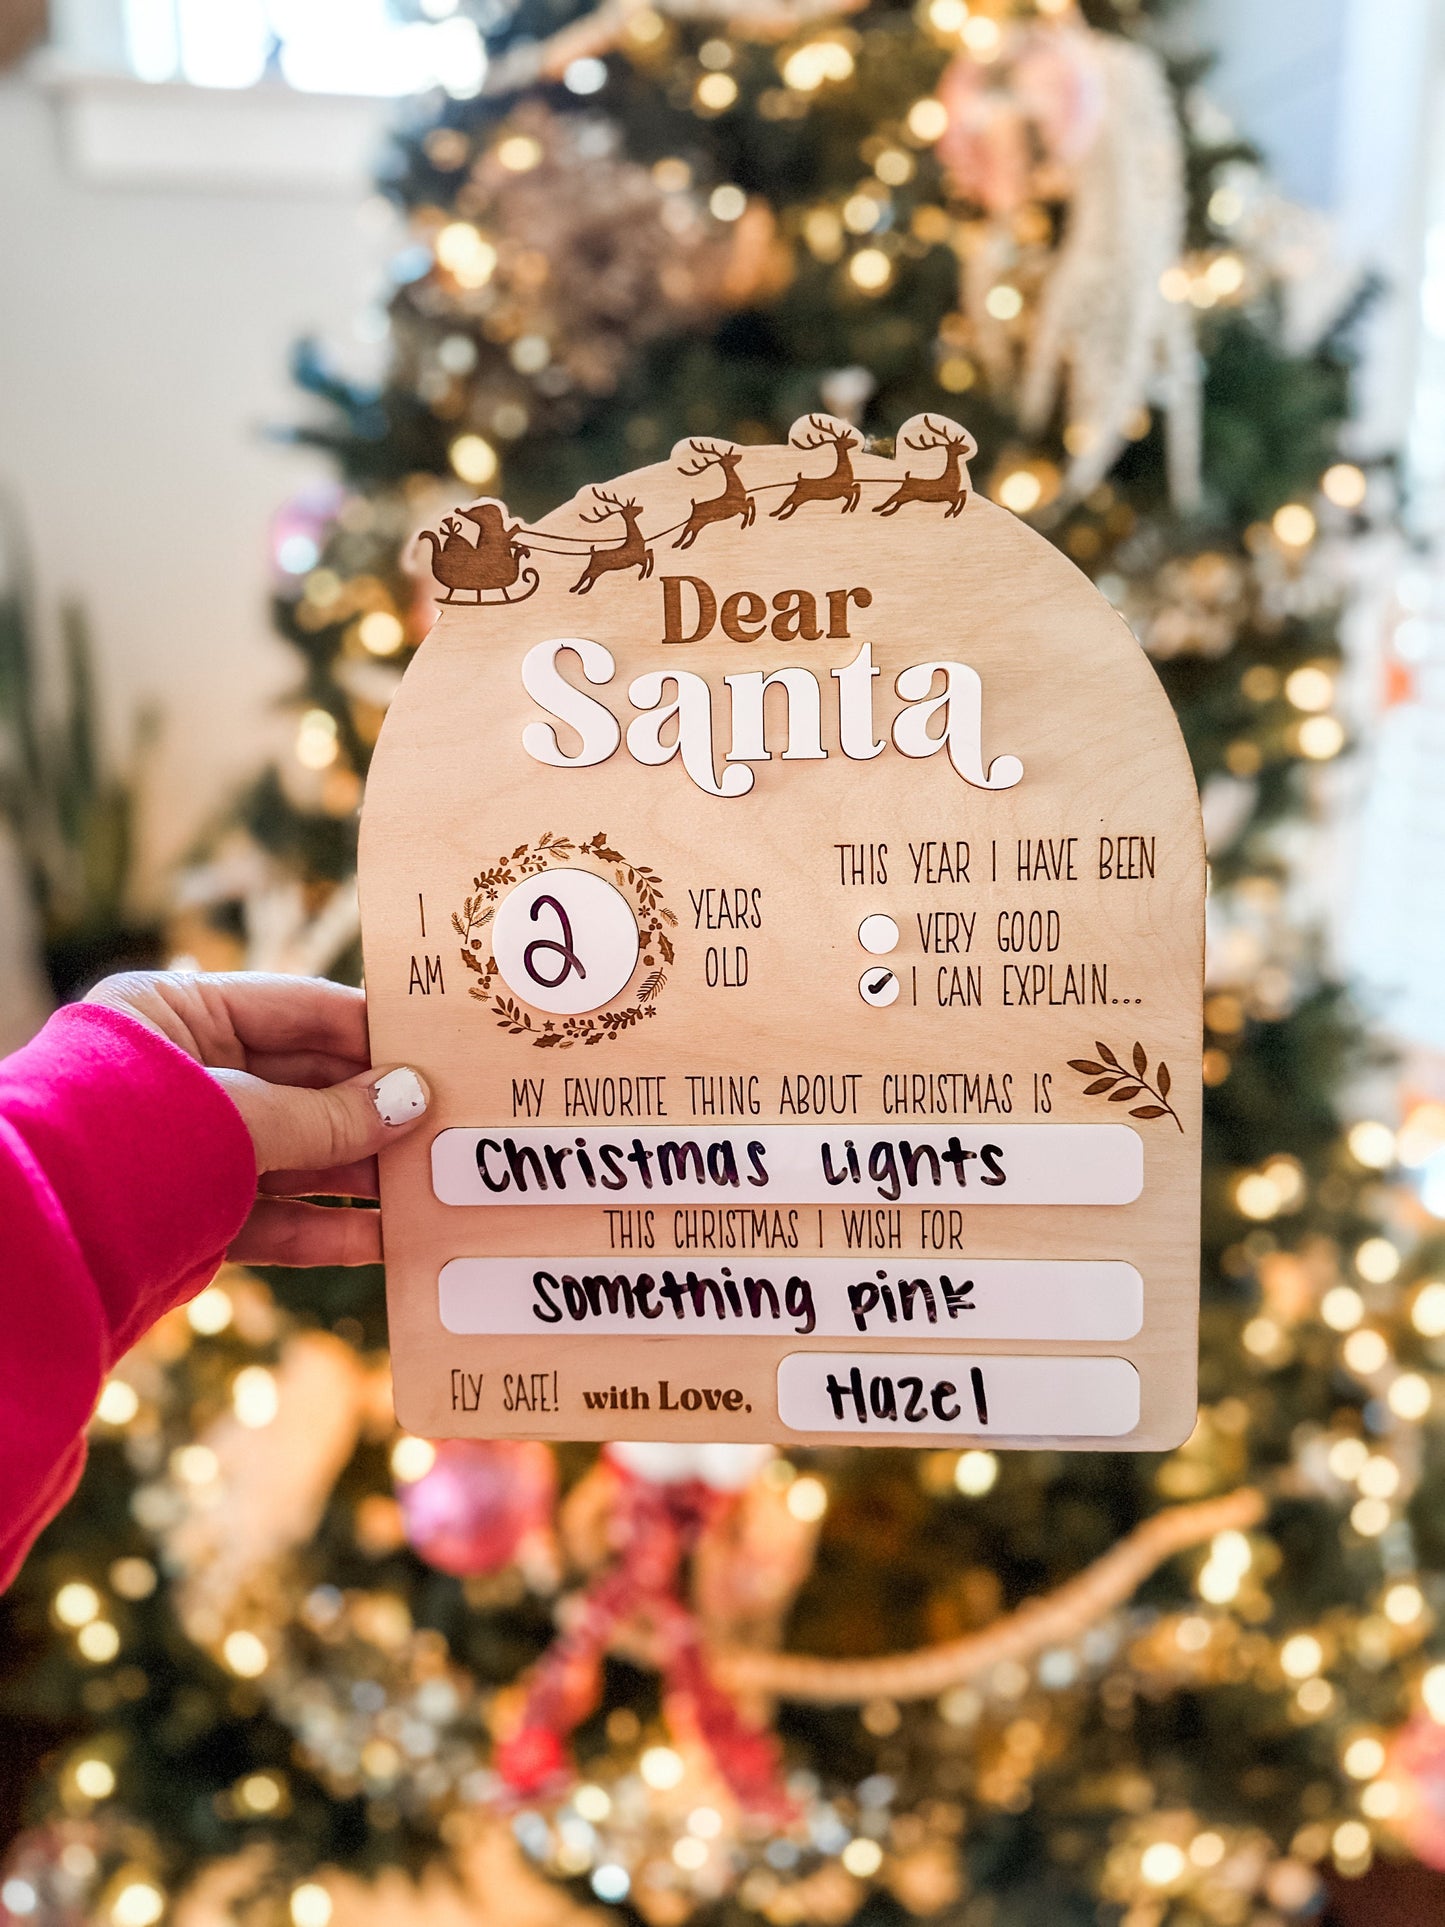 Dear
Santa
I AM 2 YEARS OLD
THIS YEAR I HAVE BEEN
VERY GOOD
✓ I CAN EXPLAIN...
MY FAVORITE THING ABOUT CHRISTMAS IS
Christmas Lights
THIS CHRISTMAS I WISH FOR
Something pink
FLY SAFE! with Love, Hazel